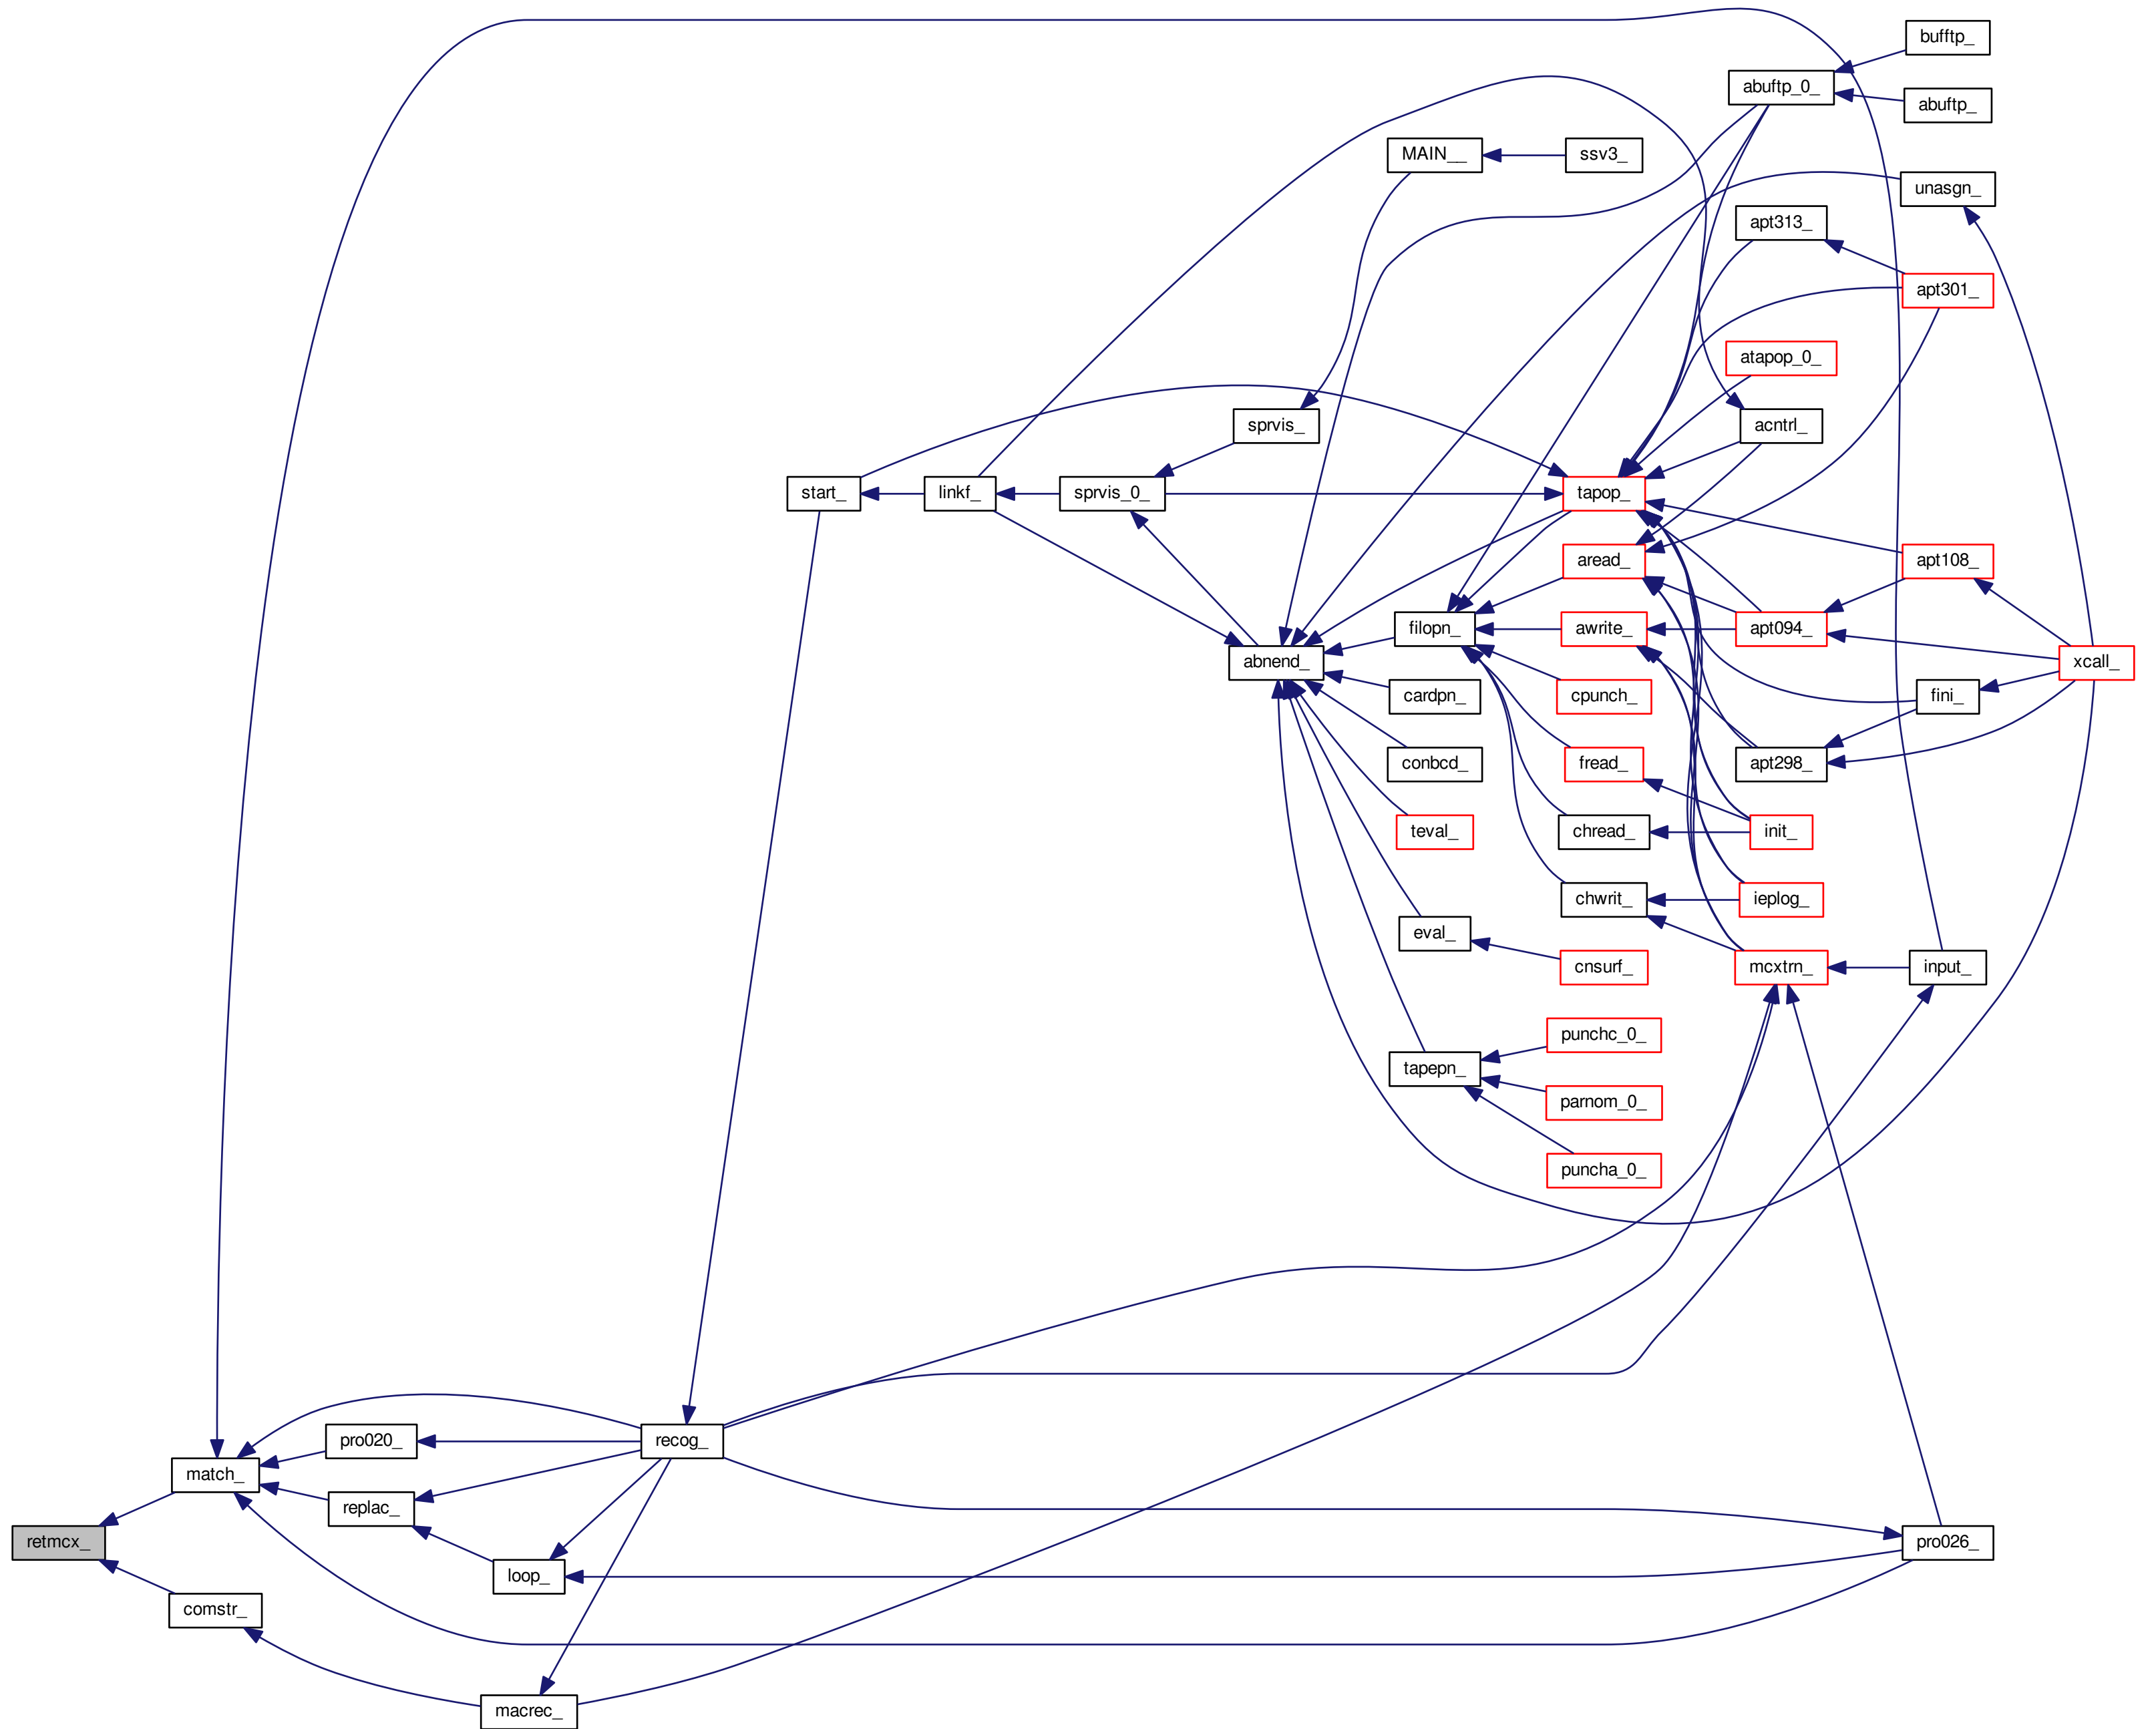 bufftp_
abuftp_0_
abuftp_
MAIN__
ssv3_
unasgn_
apt313_
apt301_
atapop_0_
sprvis_
acntrl_
start_
linkf_
sprvis_0_
tapop_
aread_
apt108_
filopn_
awrite_
apt094_
abnend_
xcall_
cardpn_
cpunch_
fini_
conbcd_
fread_
apt298_
teval_
chread_
init_
chwrit_
ieplog_
eval_
cnsurf_
mcxtrn_
input_
punchc_0_
tapepn_
parnom_0_
puncha_0_
pro020_
recog_
match_
replac_
retmcx_
pro026_
loop_
comstr_
macrec_